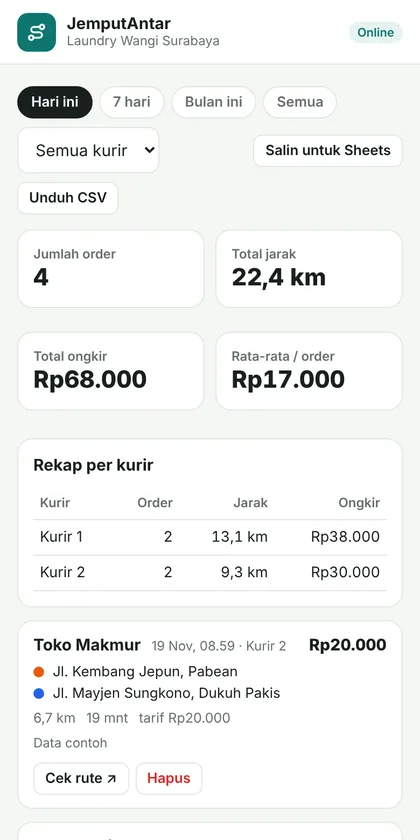 JemputAntar
Laundry Wangi Surabaya
Online
Hari ini
7 hari
Bulan ini
Semua
Semua kurir
Salin untuk Sheets
Unduh CSV
Jumlah order
4
Total jarak
22,4 km
Total ongkir
Rp68.000
Rata-rata / order
Rp17.000
Rekap per kurir
Kurir Order Jarak Ongkir
Kurir 1 2 13,1 km Rp38.000
Kurir 2 2 9,3 km Rp30.000
Toko Makmur 19 Nov, 08.59 · Kurir 2 Rp20.000
Jl. Kembang Jepun, Pabean
Jl. Mayjen Sungkono, Dukuh Pakis
6,7 km 19 mnt tarif Rp20.000
Data contoh
Cek rute ↗
Hapus